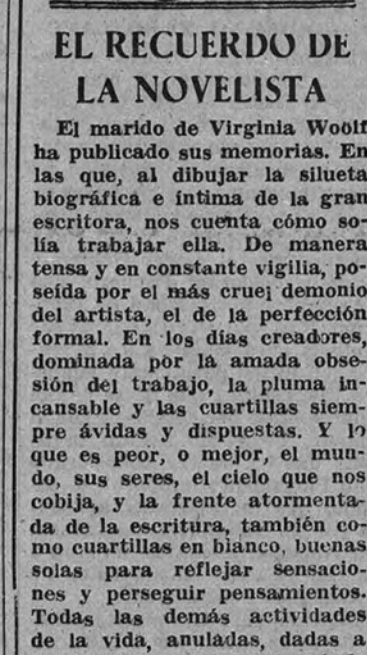 EL RECUERDO DE
LA NOVELISTA
El marido de Virginia Woolf
ha publicado sus memorias. En
las que, al dibujar la silueta
biográfica e íntima de la gran
escritora, nos cuenta cómo so-
lía trabajar ella. De manera
tensa y en constante vigilia, po-
seída por el más cruej demonio
del artista, el de la perfección
formal. En los días creadores,
dominada por la amada obse-
sión del trabajo, la pluma in-
cansable y las cuartillas siem-
pre ávidas y dispuestas. Y lo
que es peor, o mejor, el mun-
do, sus seres, el cielo que nos
cobija, y la frente atormenta-
da de la escritura, también co-
mo cuartillas en blanco, buenas
solas para reflejar sensacio-
nes y perseguir pensamientos.
Todas las demás actividades
de la vida, anuladas, dadas a